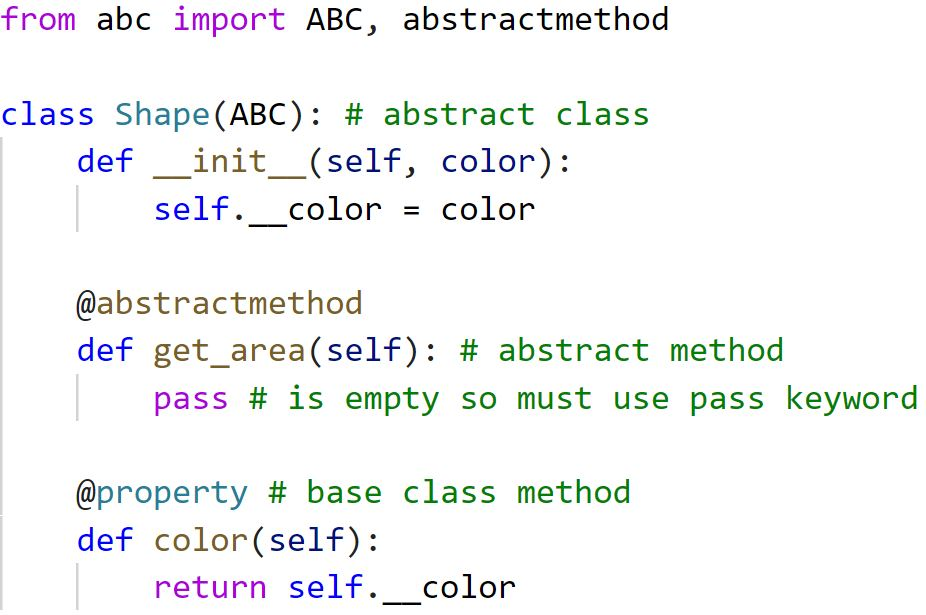 from abc import ABC, abstractmethod
class Shape(ABC): # abstract class
    def __init__(self, color):
        self.__color = color
    @abstractmethod
    def get_area(self): # abstract method
        pass # is empty so must use pass keyword
    @property # base class method
    def color(self):
        return self.__color